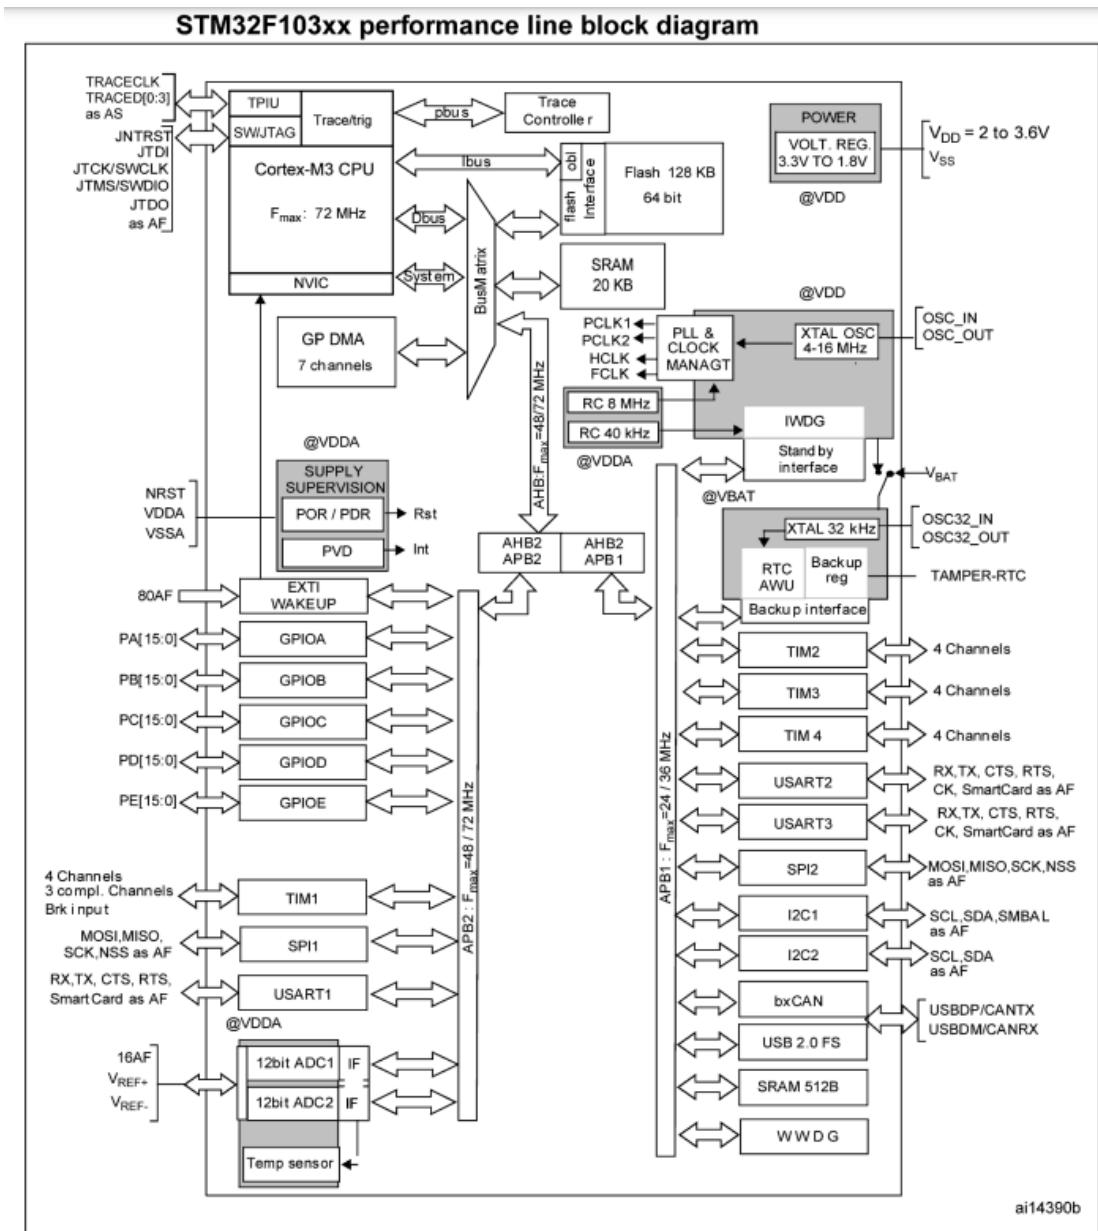 STM32F103xx performance line block diagram
TRACECLK
TRACED[0:3]
as AS
TPIU
Trace/trig
SW/JTAG
pbus
Trace
Controller
POWER
VOLT. REG.
3.3V TO 1.8V
VDD = 2 to 3.6V
VSS
@VDD
JNTRST
JTDI
JTCK/SWCLK
JTMS/SWDIO
JTDO
as AF
Cortex-M3 CPU
Fmax: 72 MHz
NVIC
Ibus
Dbus
System
BusMatrix
flash
obl
Interface
Flash 128 KB
64 bit
SRAM
20 KB
GP DMA
7 channels
AHB:Fmax=48/72 MHz
@VDD
PCLK1
PCLK2
HCLK
FCLK
PLL &
CLOCK
MANAGT
XTAL OSC
4-16 MHz
OSC_IN
OSC_OUT
RC 8 MHz
RC 40 kHz
@VDDA
IWDG
Stand by
interface
VBAT
@VBAT
@VDDA
SUPPLY
SUPERVISION
POR / PDR
Rst
PVD
Int
NRST
VDDA
VSSA
AHB2
APB2
AHB2
APB1
XTAL 32 kHz
OSC32_IN
OSC32_OUT
RTC
AWU
Backup
reg
TAMPER-RTC
Backup interface
80AF
EXTI
WAKEUP
PA[15:0]
GPIOA
PB[15:0]
GPIOB
PC[15:0]
GPIOC
PD[15:0]
GPIOD
PE[15:0]
GPIOE
4 Channels
3 compl. Channels
Brk input
TIM1
MOSI,MISO,
SCK,NSS as AF
SPI1
RX,TX, CTS, RTS,
SmartCard as AF
USART1
@VDDA
16AF
VREF+
VREF-
12bit ADC1
IF
12bit ADC2
IF
Temp sensor
APB2 : Fmax=48 / 72 MHz
APB1 : Fmax=24 / 36 MHz
TIM2
4 Channels
TIM3
4 Channels
TIM 4
4 Channels
USART2
RX,TX, CTS, RTS,
CK, SmartCard as AF
USART3
RX,TX, CTS, RTS,
CK, SmartCard as AF
SPI2
MOSI,MISO,SCK,NSS
as AF
I2C1
SCL,SDA,SMBAL
as AF
I2C2
SCL,SDA
as AF
bxCAN
USBDP/CANTX
USBDM/CANRX
USB 2.0 FS
SRAM 512B
WWDG
ai14390b